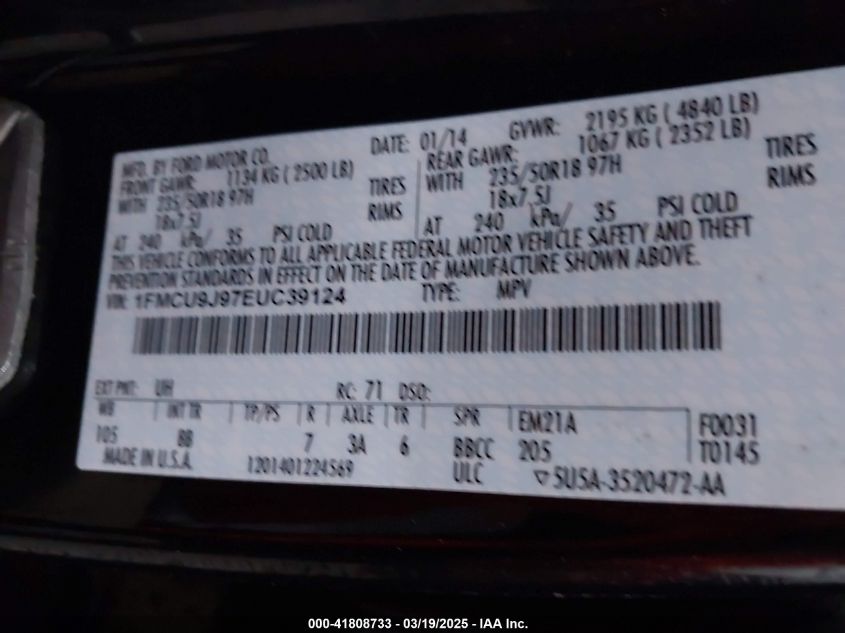 MFD. BY FORD MOTOR CO.
DATE: 01/14 GVWR: 2195 KG ( 4840 LB)
FRONT GAWR: 1134 KG ( 2500 LB)
WITH 235/50R18 97H TIRES
18x7.5J RIMS
AT 240 kPa/ 35 PSI COLD
REAR GAWR: 1067 KG ( 2352 LB)
WITH 235/50R18 97H TIRES
18x7.5J RIMS
AT 240 kPa/ 35 PSI COLD
THIS VEHICLE CONFORMS TO ALL APPLICABLE FEDERAL MOTOR VEHICLE SAFETY AND THEFT
PREVENTION STANDARDS IN EFFECT ON THE DATE OF MANUFACTURE SHOWN ABOVE.
VIN: 1FMCU9J97EUC39124 TYPE: MPV
EXT PNT: UH RC: 71 DSO:
WB INT TR TP/PS R AXLE TR SPR EM21A F0031
105 8B 7 3A 6 BBCC 205 T0145
MADE IN U.S.A. 1201401224569 ULC ▽5U5A-3520472-AA
000-41808733 - 03/19/2025 - IAA Inc.